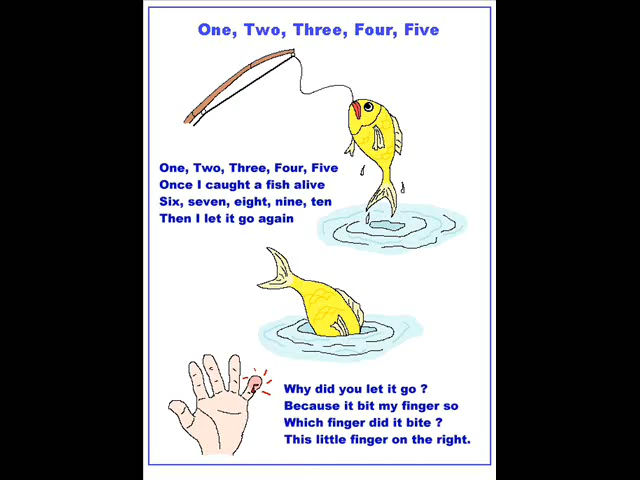 One, Two, Three, Four, Five
One, Two, Three, Four, Five
Once I caught a fish alive
Six, seven, eight, nine, ten
Then I let it go again
Why did you let it go ?
Because it bit my finger so
Which finger did it bite ?
This little finger on the right.